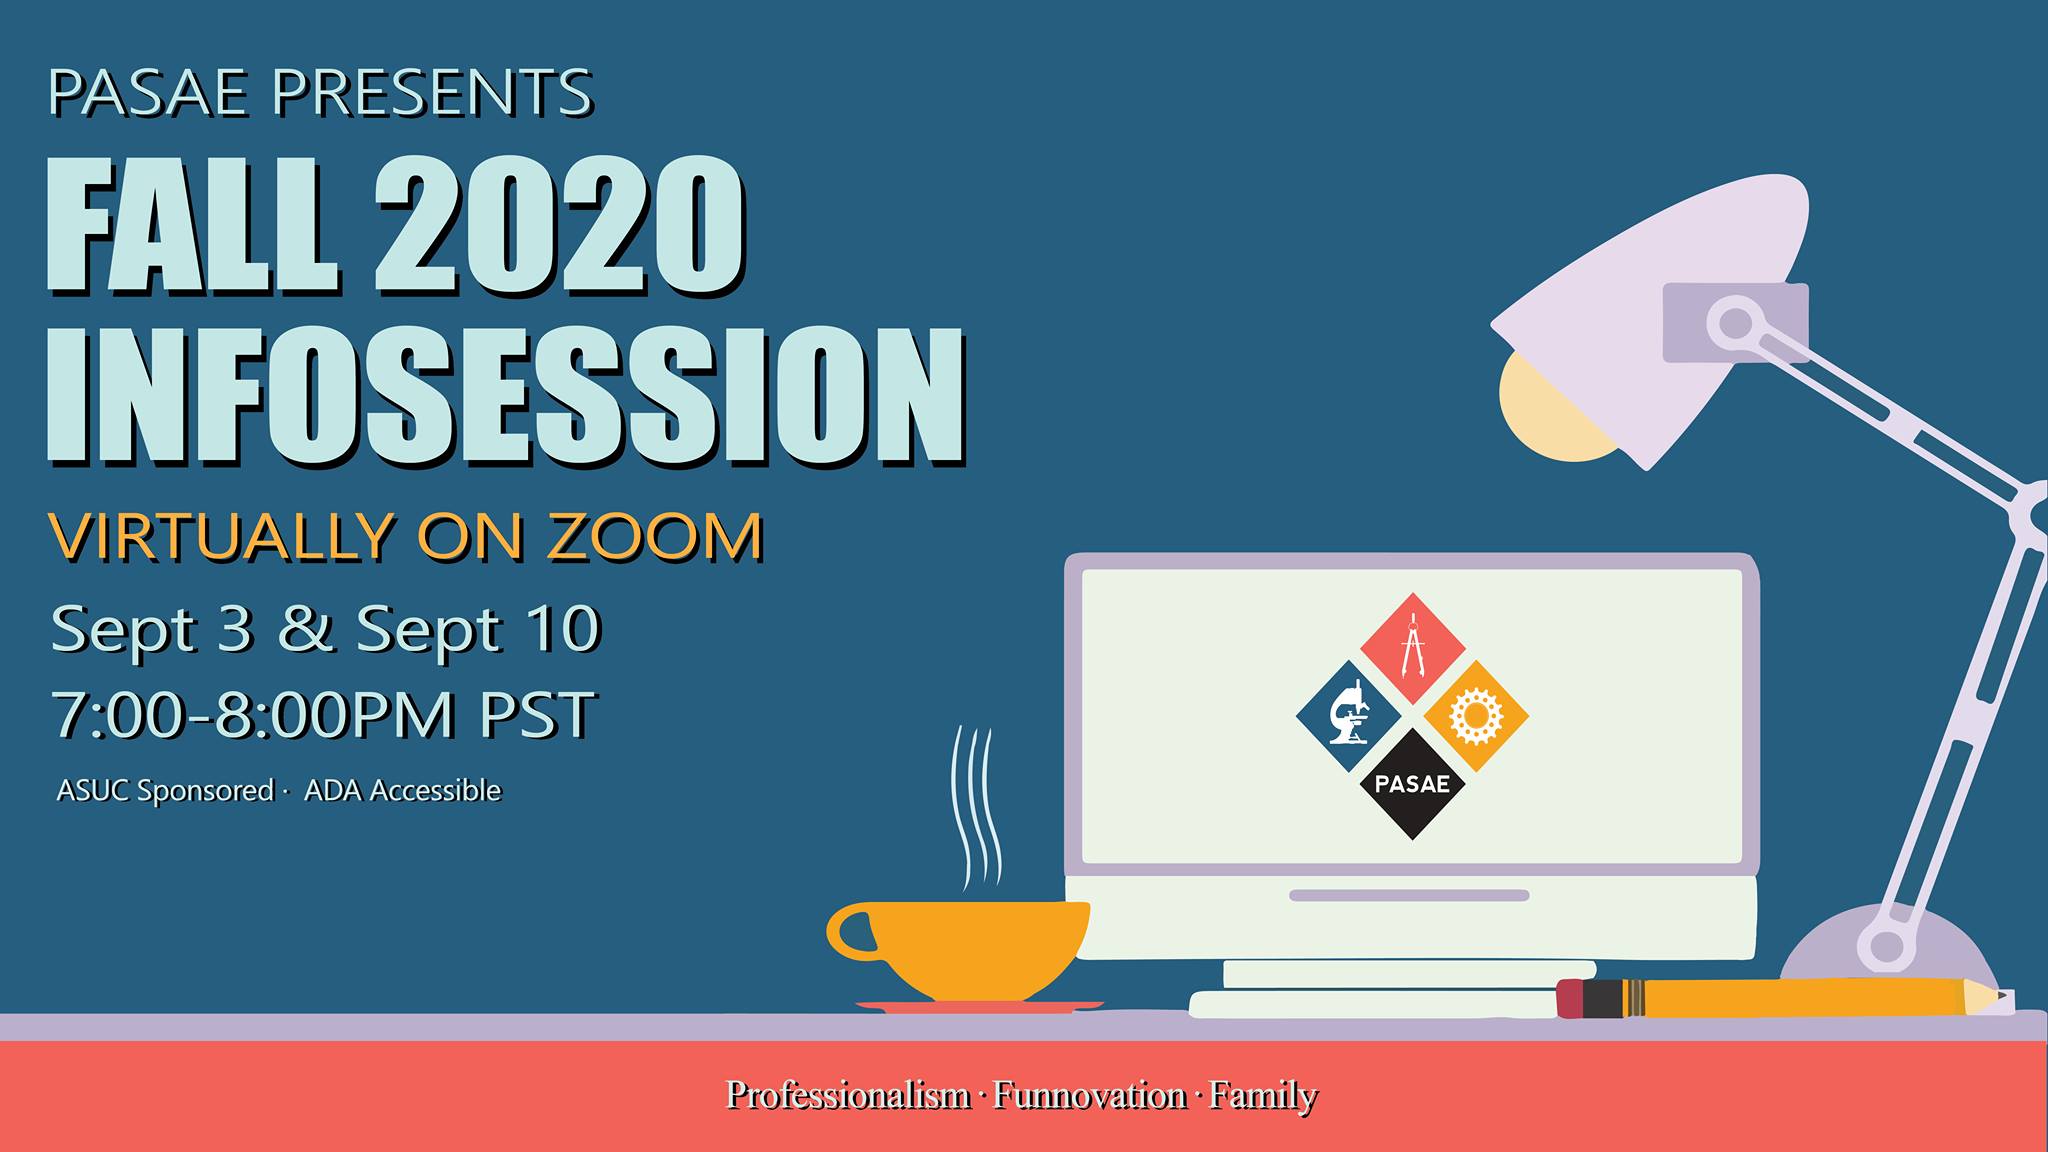 PASAE PRESENTS
FALL 2020
INFOSESSION
VIRTUALLY ON ZOOM
Sept 3 & Sept 10
7:00-8:00PM PST
ASUC Sponsored · ADA Accessible
PASAE
Professionalism · Funnovation · Family